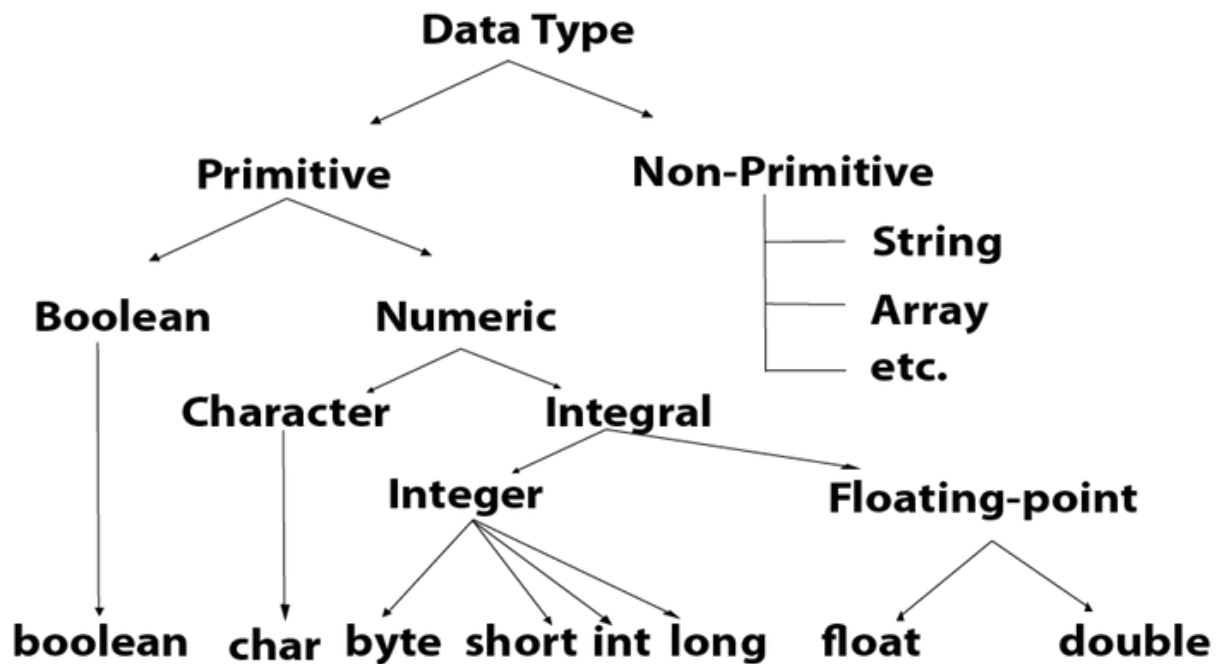 Data Type
Primitive
Non-Primitive
String
Array
etc.
Boolean
Numeric
Character
Integral
Integer
Floating-point
boolean
char
byte
short
int
long
float
double